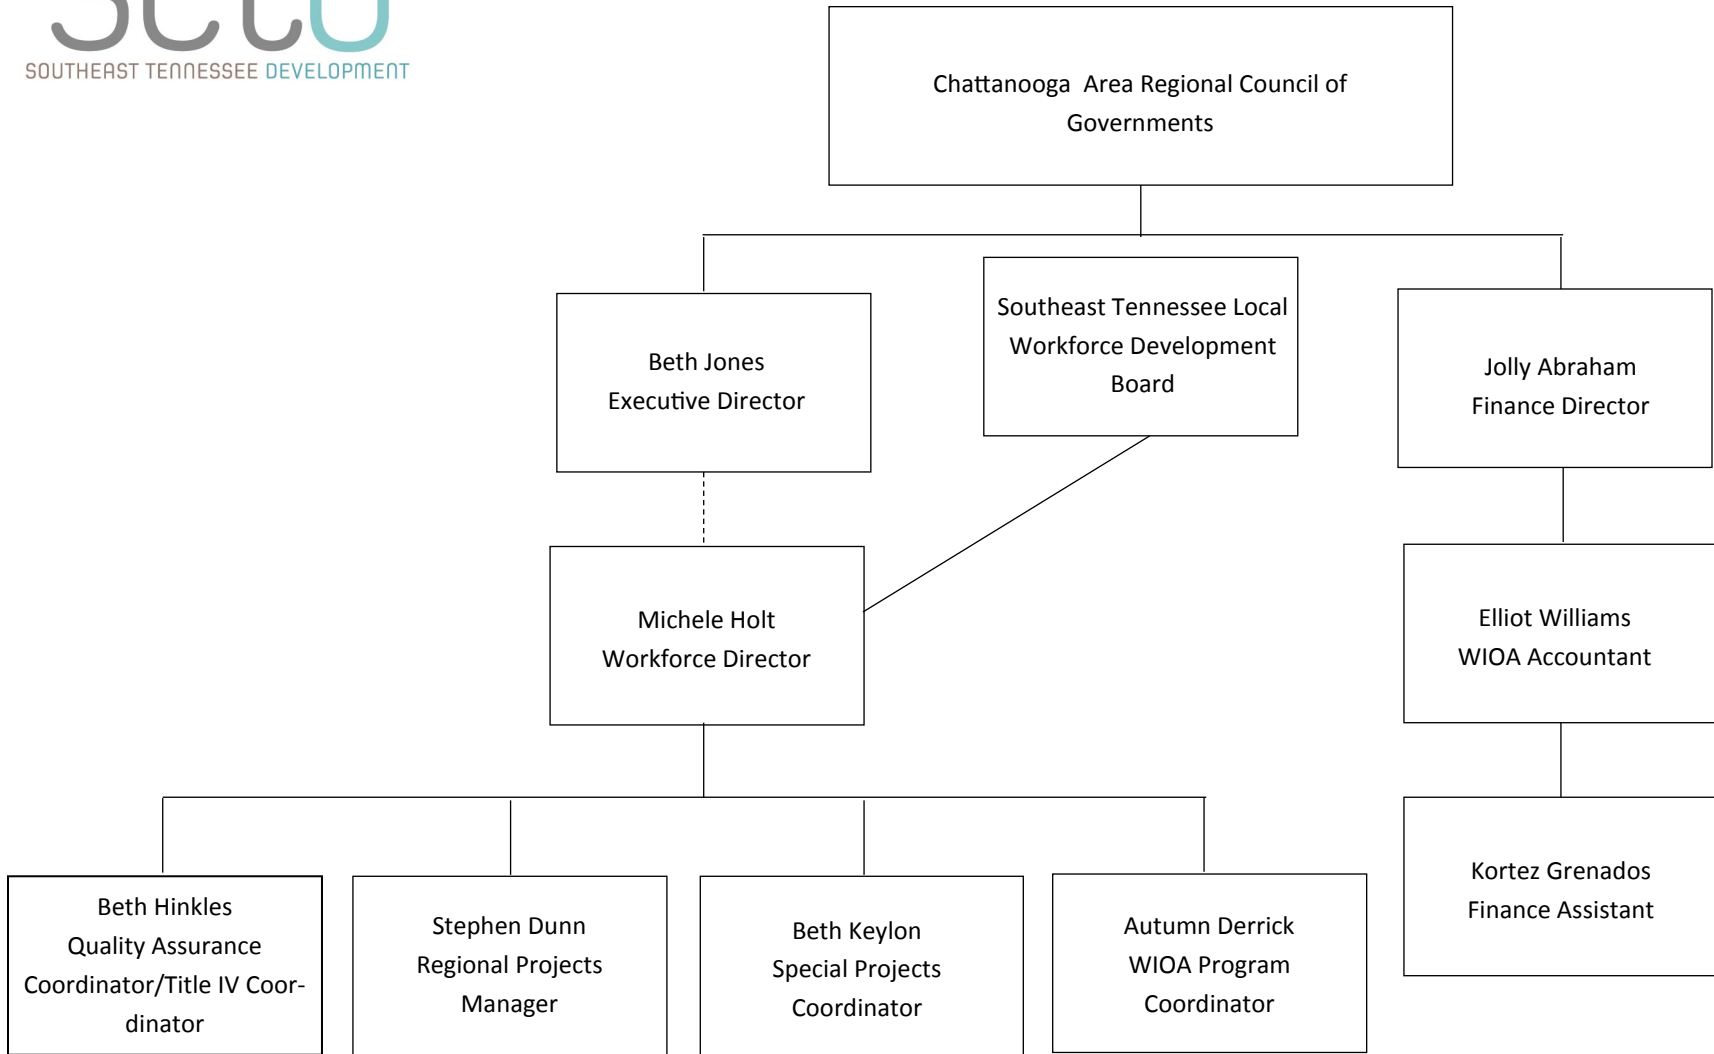 setd
SOUTHEAST TENNESSEE DEVELOPMENT
Chattanooga Area Regional Council of
Governments
Beth Jones
Executive Director
Southeast Tennessee Local
Workforce Development
Board
Jolly Abraham
Finance Director
Michele Holt
Workforce Director
Elliot Williams
WIOA Accountant
Beth Hinkles
Quality Assurance
Coordinator/Title IV Coor-
dinator
Stephen Dunn
Regional Projects
Manager
Beth Keylon
Special Projects
Coordinator
Autumn Derrick
WIOA Program
Coordinator
Kortez Grenados
Finance Assistant